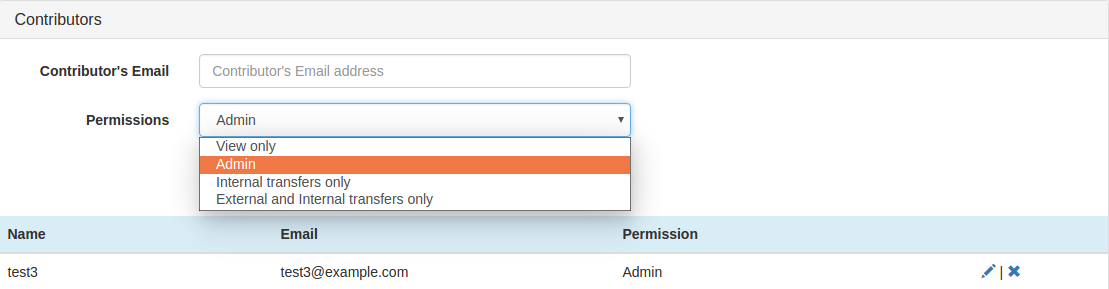 Contributors
Contributor's Email Contributor's Email address
Permissions Admin
View only
Admin
Internal transfers only
External and Internal transfers only
Name Email Permission
test3 test3@example.com Admin |